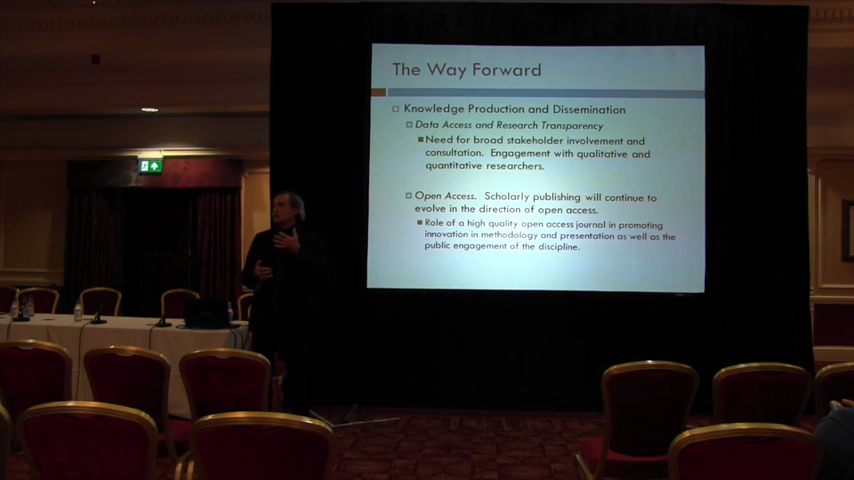 The Way Forward
Knowledge Production and Dissemination
Data Access and Research Transparency
Need for broad stakeholder involvement and
consultation. Engagement with qualitative and
quantitative researchers.
Open Access. Scholarly publishing will continue to
evolve in the direction of open access.
Role of a high quality open access journal in promoting
innovation in methodology and presentation as well as the
public engagement of the discipline.